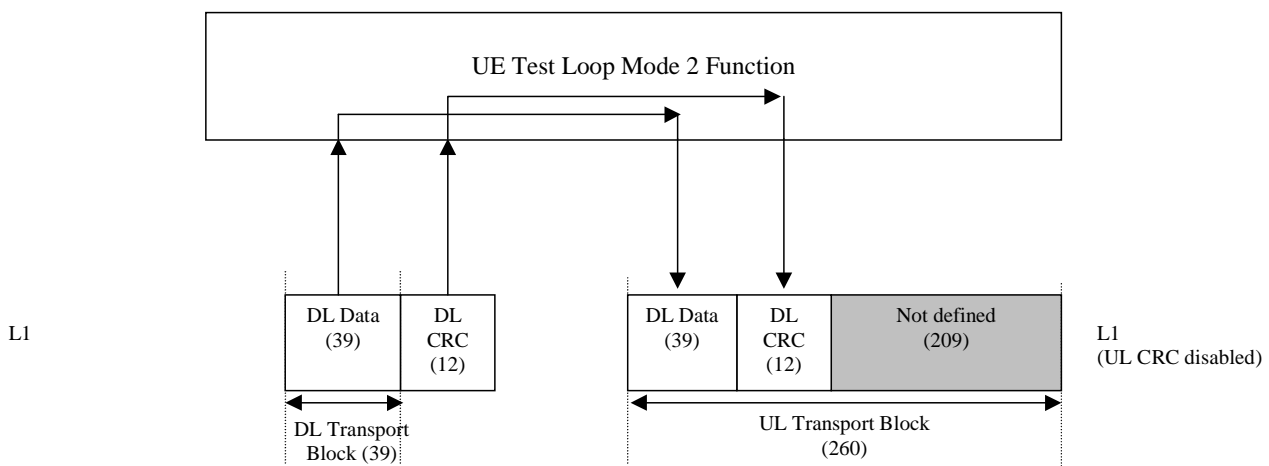 UE Test Loop Mode 2 Function
L1
DL Data
(39)
DL
CRC
(12)
DL Transport
Block (39)
DL Data
(39)
DL
CRC
(12)
Not defined
(209)
UL Transport Block
(260)
L1
(UL CRC disabled)